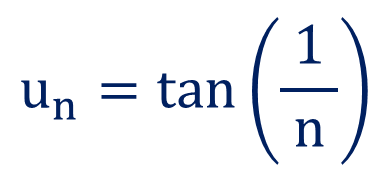 uₙ = tan(1/n)